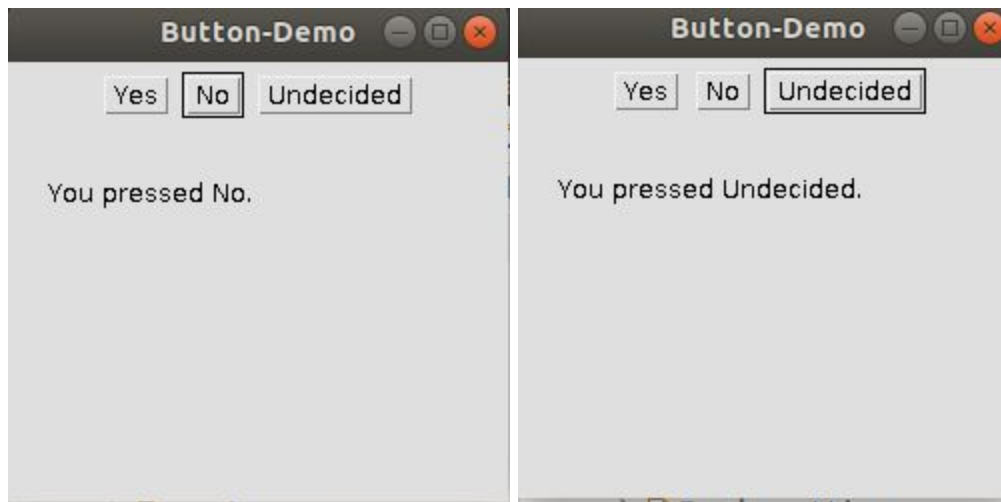 Button-Demo
Yes No Undecided
You pressed No.
Button-Demo
Yes No Undecided
You pressed Undecided.